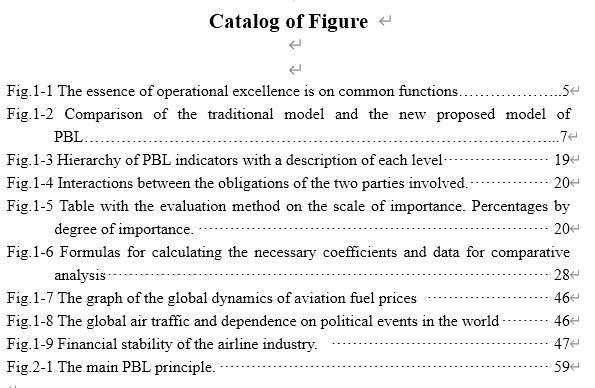 Catalog of Figure
Fig.1-1 The essence of operational excellence is on common functions....................5
Fig.1-2 Comparison of the traditional model and the new proposed model of
PBL...............................................................................................7
Fig.1-3 Hierarchy of PBL indicators with a description of each level····················· 19
Fig.1-4 Interactions between the obligations of the two parties involved.··············· 20
Fig.1-5 Table with the evaluation method on the scale of importance. Percentages by
degree of importance. ···································································· 20
Fig.1-6 Formulas for calculating the necessary coefficients and data for comparative
analysis······················································································ 28
Fig.1-7 The graph of the global dynamics of aviation fuel prices ························ 46
Fig.1-8 The global air traffic and dependence on political events in the world········· 46
Fig.1-9 Financial stability of the airline industry. ·········································· 47
Fig.2-1 The main PBL principle. ································································ 59